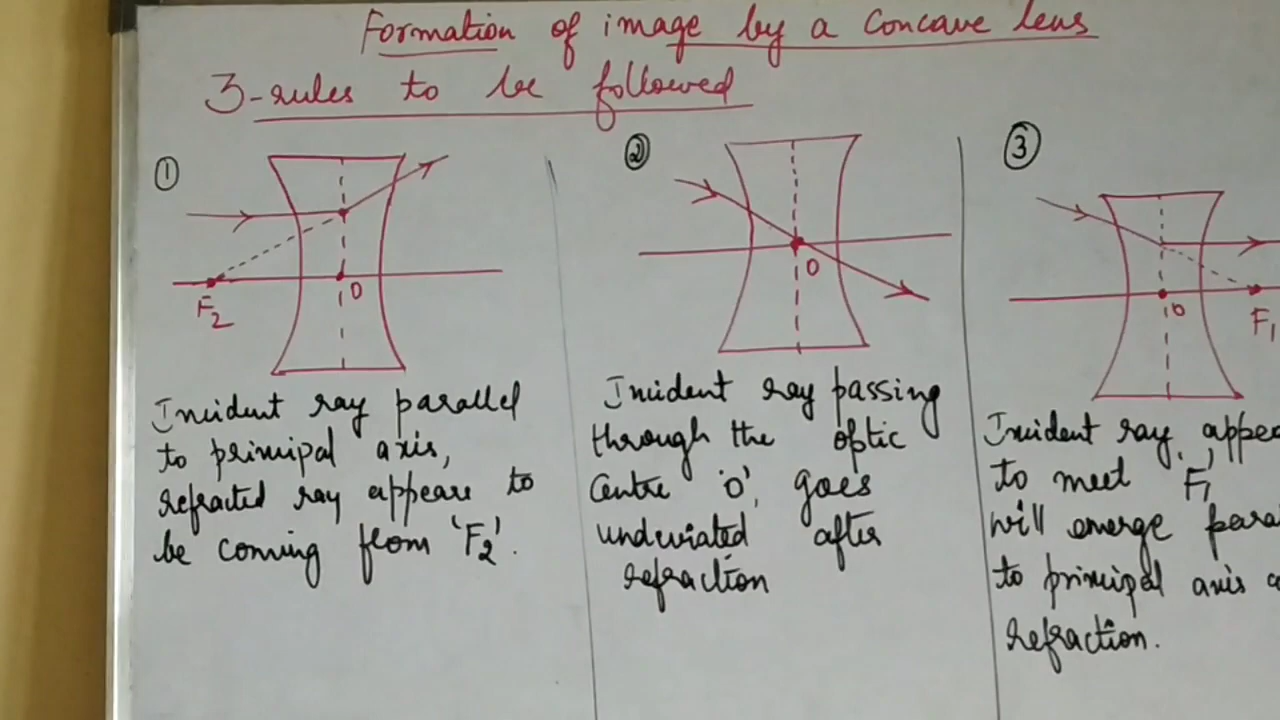 Formation of image by a concave lens
3-rules to be followed
①
F2
O
Incident ray parallel
to principal axis,
refracted ray appears to
be coming from 'F2'.
②
O
Incident ray passing
through the optic
centre 'O', goes
undeviated after
refraction
③
O
F1
Incident ray,
to meet F1
will emerge
to principal axis
refraction.